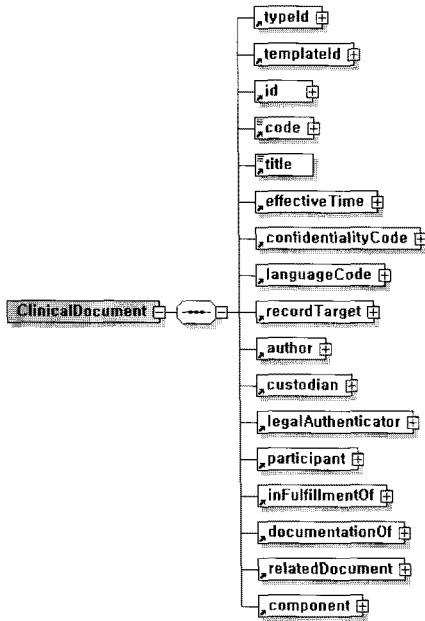 typeId
templateId
id
code
title
effectiveTime
confidentialityCode
languageCode
ClinicalDocument
recordTarget
author
custodian
legalAuthenticator
participant
inFulfillmentOf
documentationOf
relatedDocument
component